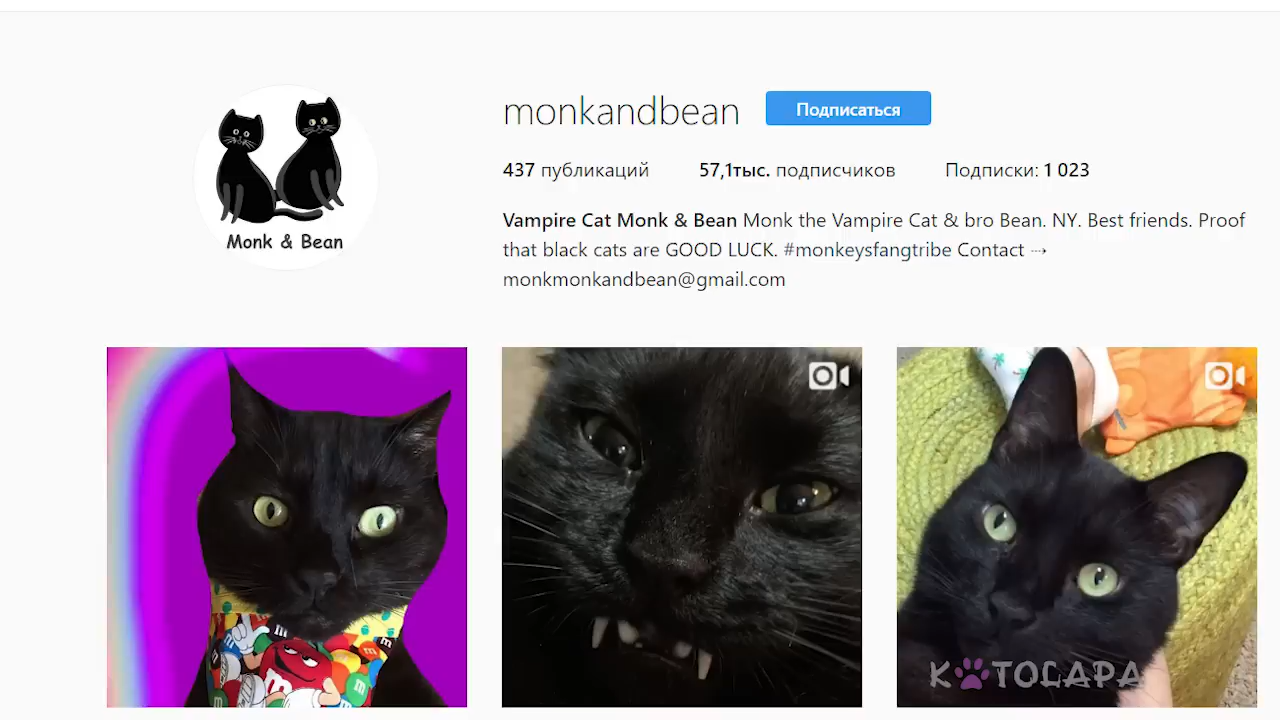 monkandbean
Подписаться
437 публикаций 57,1тыс. подписчиков Подписки: 1 023
Vampire Cat Monk & Bean Monk the Vampire Cat & bro Bean. NY. Best friends. Proof
that black cats are GOOD LUCK. #monkeysfangtribe Contact ⤑
monkmonkandbean@gmail.com
Monk & Bean
m
m
m
m
KOTOLAPA